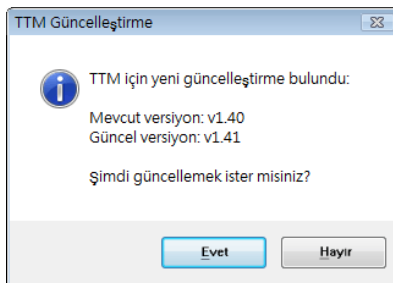 TTM Güncelleştirme
TTM için yeni güncelleştirme bulundu:
Mevcut versiyon: v1.40
Güncel versiyon: v1.41
Şimdi güncellemek ister misiniz?
Evet
Hayır